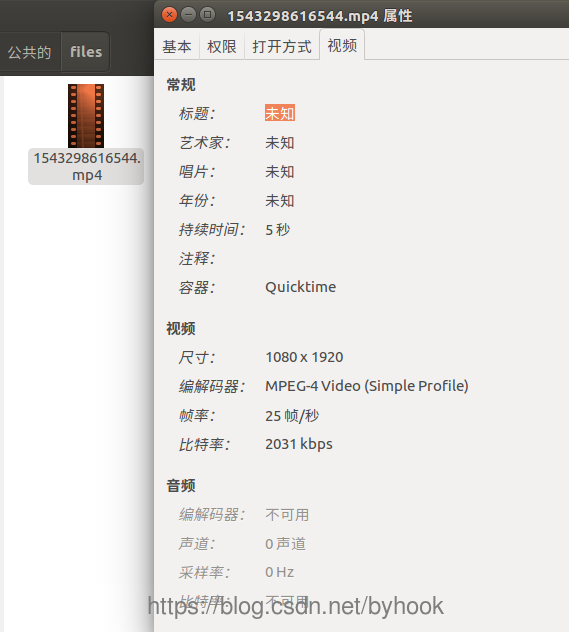 1543298616544.mp4 属性
公共的 files
基本 权限 打开方式 视频
1543298616544.
mp4
常规
标题： 未知
艺术家： 未知
唱片： 未知
年份： 未知
持续时间： 5 秒
注释：
容器： Quicktime
视频
尺寸： 1080 x 1920
编解码器： MPEG-4 Video (Simple Profile)
帧率： 25 帧/秒
比特率： 2031 kbps
音频
编解码器： 不可用
声道： 0 声道
采样率： 0 Hz
比特率： 不可用
https://blog.csdn.net/byhook